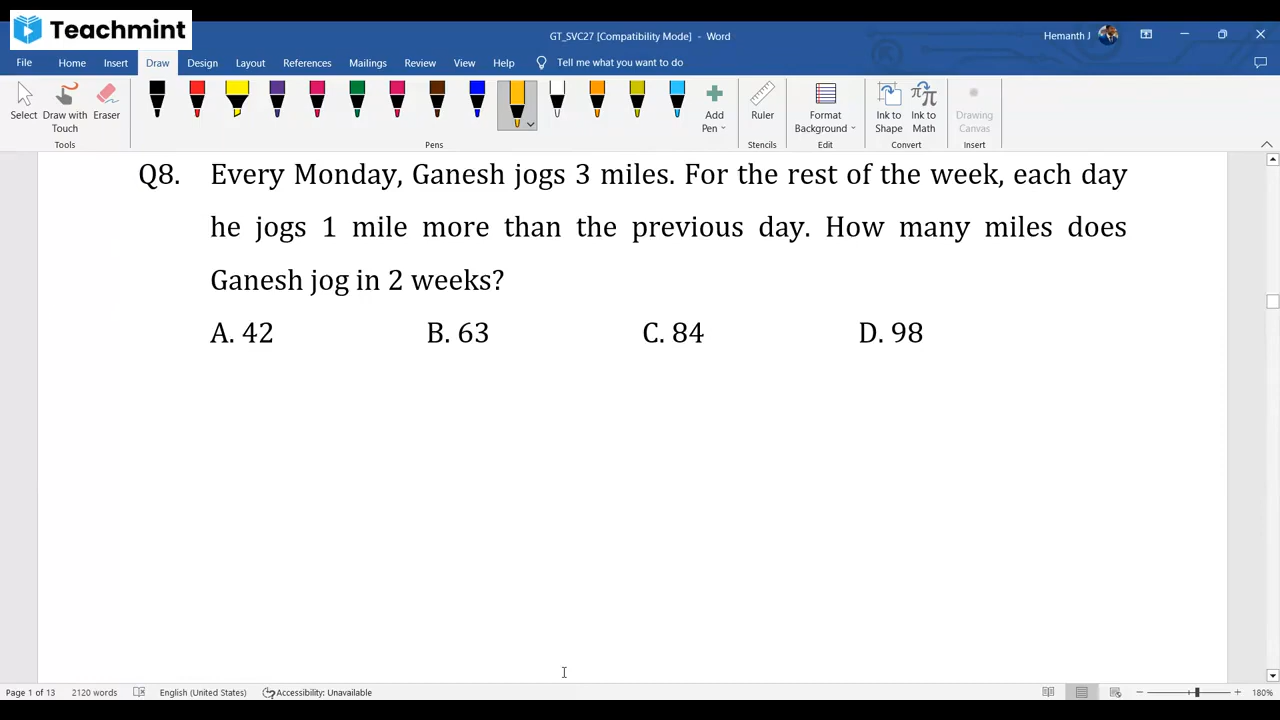 Teachmint
GT_SVC27 [Compatibility Mode] - Word
Hemanth J
File Home Insert Draw Design Layout References Mailings Review View Help Tell me what you want to do
Select
Draw with Touch
Eraser
Add Pen
Ruler
Format Background
Ink to Shape
Ink to Math
Drawing Canvas
Tools Pens Stencils Edit Convert Insert
Q8. Every Monday, Ganesh jogs 3 miles. For the rest of the week, each day
he jogs 1 mile more than the previous day. How many miles does
Ganesh jog in 2 weeks?
A. 42 B. 63 C. 84 D. 98
Page 1 of 13 2120 words English (United States) Accessibility: Unavailable 180%